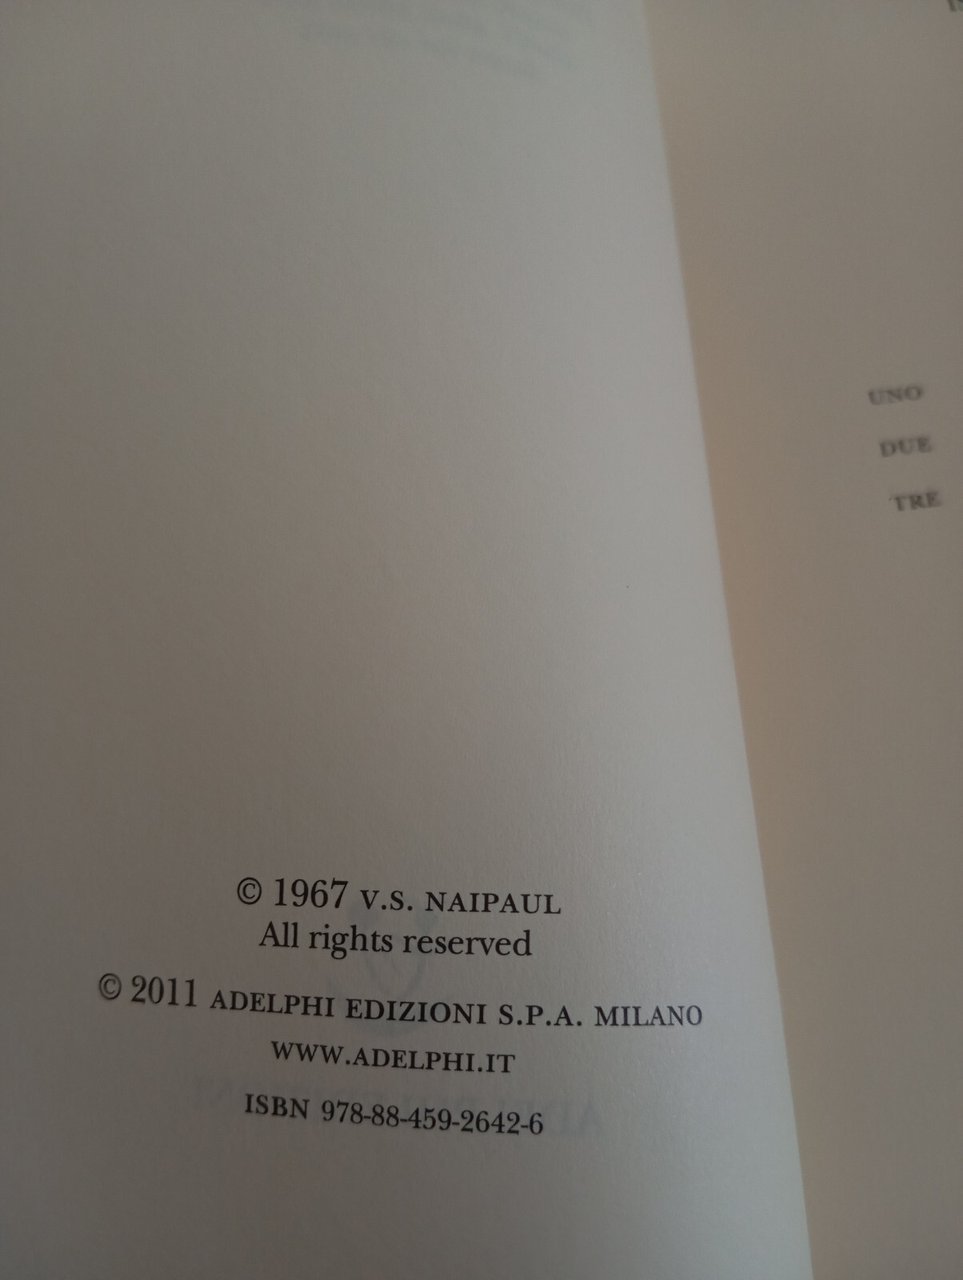 © 1967 V.S. NAIPAUL
All rights reserved
© 2011 ADELPHI EDIZIONI S.P.A. MILANO
WWW.ADELPHI.IT
ISBN 978-88-459-2642-6
UNO
DUE
TRE